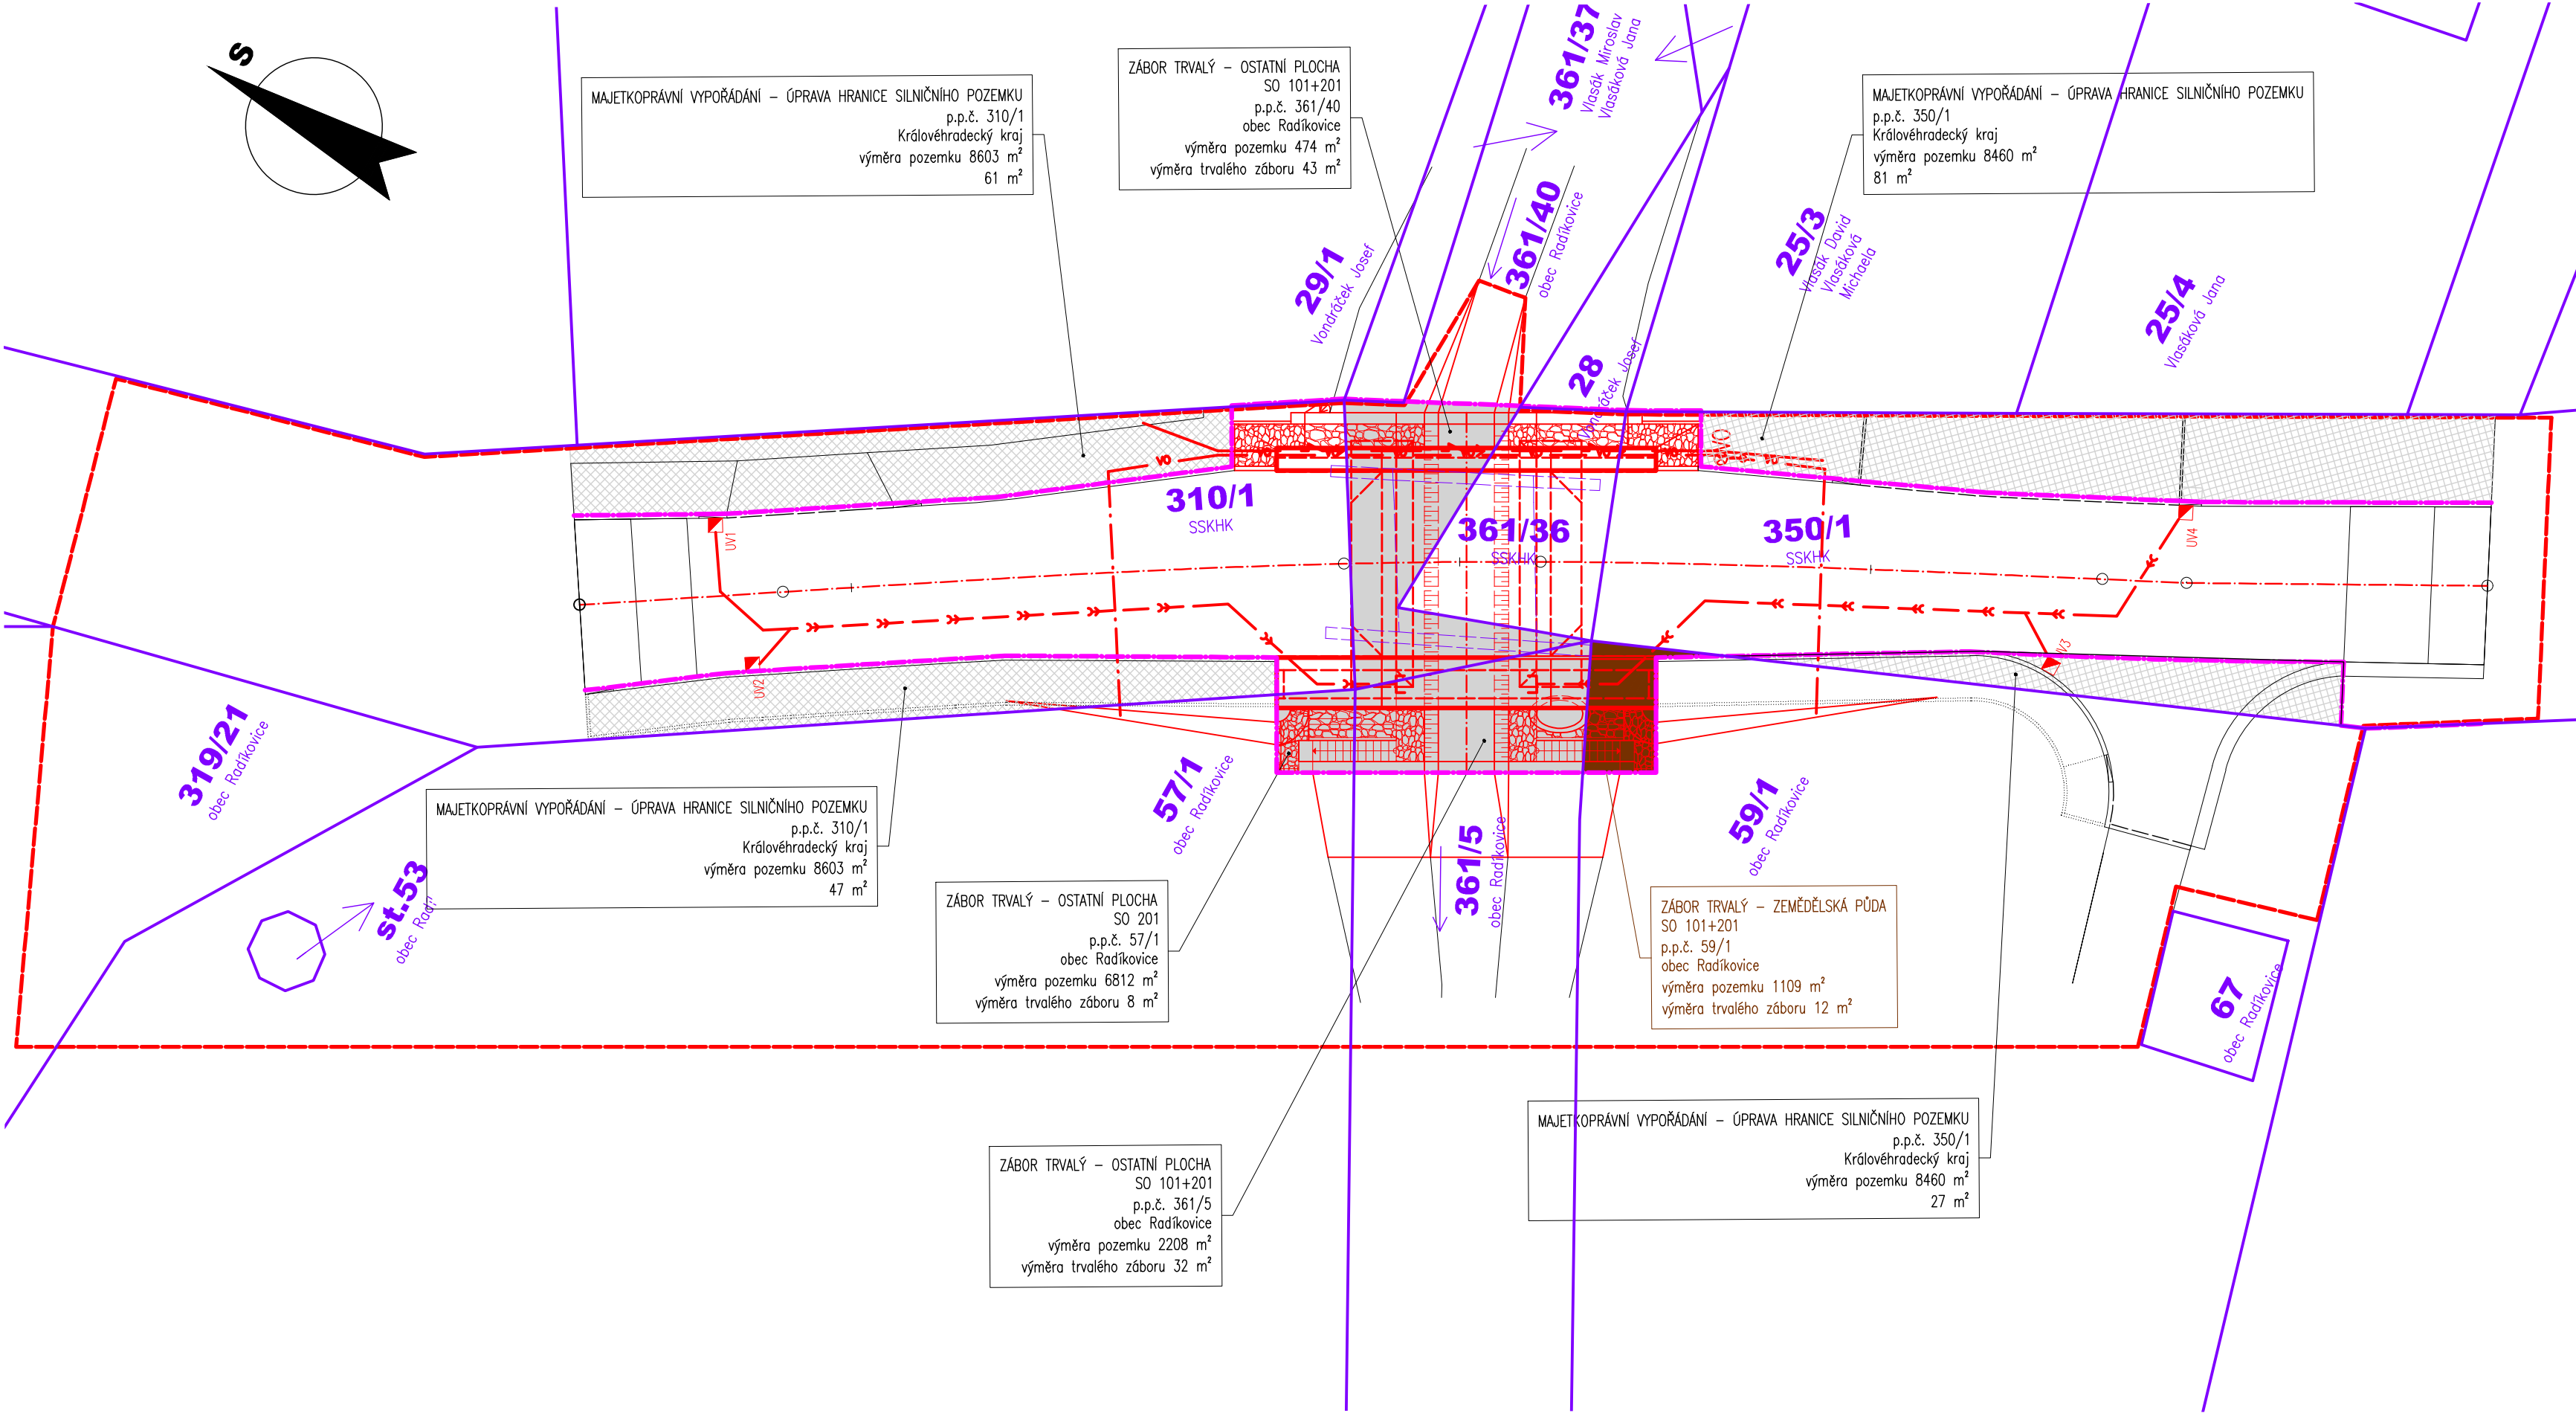 S
MAJETKOPRÁVNÍ VYPOŘÁDÁNÍ – ÚPRAVA HRANICE SILNIČNÍHO POZEMKU
p.p.č. 310/1
Královéhradecký kraj
výměra pozemku 8603 m²
61 m²
ZÁBOR TRVALÝ – OSTATNÍ PLOCHA
SO 101+201
p.p.č. 361/40
obec Radíkovice
výměra pozemku 474 m²
výměra trvalého záboru 43 m²
361/37
Vlasák Miroslav
Vlasáková Jana
MAJETKOPRÁVNÍ VYPOŘÁDÁNÍ – ÚPRAVA HRANICE SILNIČNÍHO POZEMKU
p.p.č. 350/1
Královéhradecký kraj
výměra pozemku 8460 m²
81 m²
29/1
Vondráček Josef
361/40
obec Radíkovice
28
Josef
25/3
Vlasák David
Vlasáková
Michaela
25/4
Vlasáková Jana
VO
VO
VO
310/1
SSKHK
361/36
SSKHK
350/1
SSKHK
UV1
UV2
UV3
UV4
319/21
obec Radíkovice
st.53
obec
57/1
obec Radíkovice
59/1
obec Radíkovice
361/5
obec Radíkovice
67
obec Radíkovice
MAJETKOPRÁVNÍ VYPOŘÁDÁNÍ – ÚPRAVA HRANICE SILNIČNÍHO POZEMKU
p.p.č. 310/1
Královéhradecký kraj
výměra pozemku 8603 m²
47 m²
ZÁBOR TRVALÝ – OSTATNÍ PLOCHA
SO 201
p.p.č. 57/1
obec Radíkovice
výměra pozemku 6812 m²
výměra trvalého záboru 8 m²
ZÁBOR TRVALÝ – ZEMĚDĚLSKÁ PŮDA
SO 101+201
p.p.č. 59/1
obec Radíkovice
výměra pozemku 1109 m²
výměra trvalého záboru 12 m²
ZÁBOR TRVALÝ – OSTATNÍ PLOCHA
SO 101+201
p.p.č. 361/5
obec Radíkovice
výměra pozemku 2208 m²
výměra trvalého záboru 32 m²
MAJETKOPRÁVNÍ VYPOŘÁDÁNÍ – ÚPRAVA HRANICE SILNIČNÍHO POZEMKU
p.p.č. 350/1
Královéhradecký kraj
výměra pozemku 8460 m²
27 m²